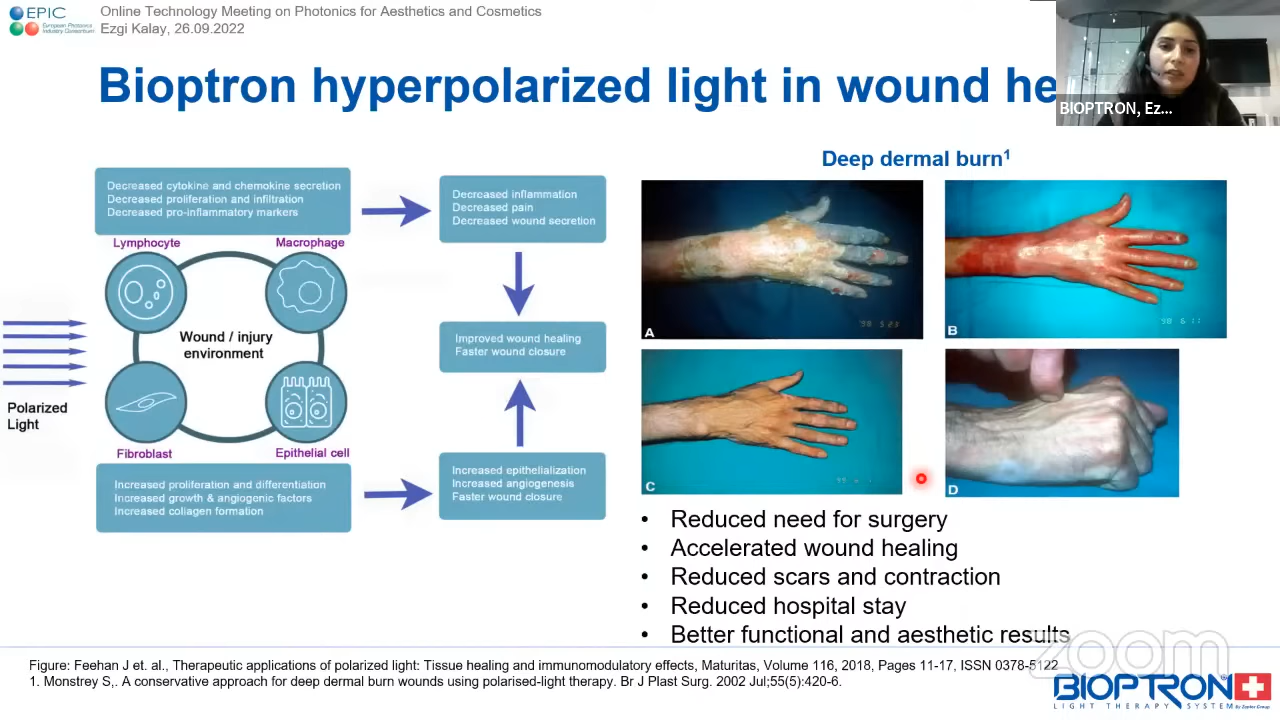 EPIC
European Photonics
Industry Consortium
Online Technology Meeting on Photonics for Aesthetics and Cosmetics
Ezgi Kalay, 26.09.2022
BIOPTRON, Ez...
Bioptron hyperpolarized light in wound he
Decreased cytokine and chemokine secretion
Decreased proliferation and infiltration
Decreased pro-inflammatory markers
Lymphocyte
Macrophage
Wound / injury
environment
Polarized
Light
Fibroblast
Epithelial cell
Increased proliferation and differentiation
Increased growth & angiogenic factors
Increased collagen formation
Decreased inflammation
Decreased pain
Decreased wound secretion
Improved wound healing
Faster wound closure
Increased epithelialization
Increased angiogenesis
Faster wound closure
Deep dermal burn1
A
B
C
D
• Reduced need for surgery
• Accelerated wound healing
• Reduced scars and contraction
• Reduced hospital stay
• Better functional and aesthetic results
zoom
Figure: Feehan J et. al., Therapeutic applications of polarized light: Tissue healing and immunomodulatory effects, Maturitas, Volume 116, 2018, Pages 11-17, ISSN 0378-5122
1. Monstrey S,. A conservative approach for deep dermal burn wounds using polarised-light therapy. Br J Plast Surg. 2002 Jul;55(5):420-6.
BIOPTRON
LIGHT THERAPY SYSTEM By Zepter Group